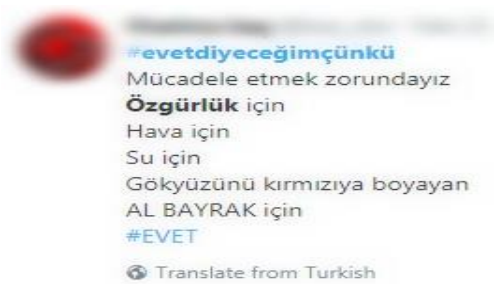 #evetdiyeceğimçünkü
Mücadele etmek zorundayız
Özgürlük için
Hava için
Su için
Gökyüzünü kırmızıya boyayan
AL BAYRAK için
#EVET
Translate from Turkish